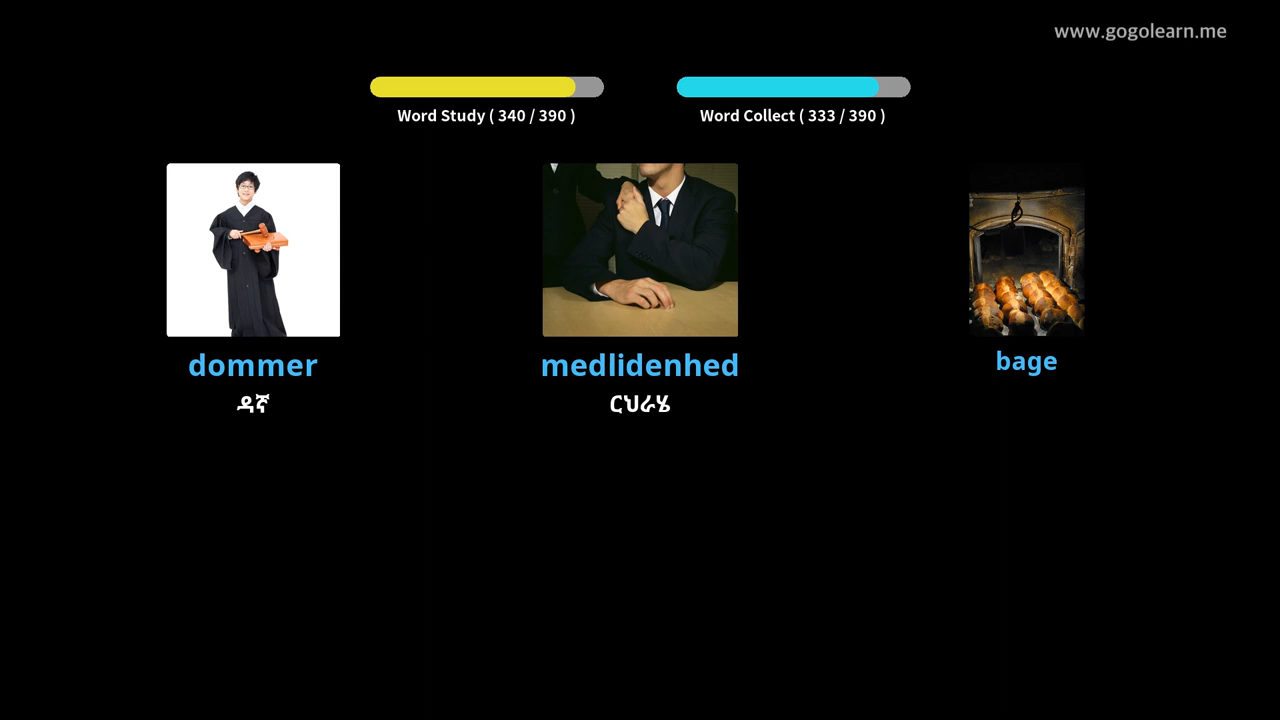 www.gogolearn.me
Word Study ( 340 / 390 )
Word Collect ( 333 / 390 )
dommer
medlidenhed
bage
ዳኛ
ርህራሄ